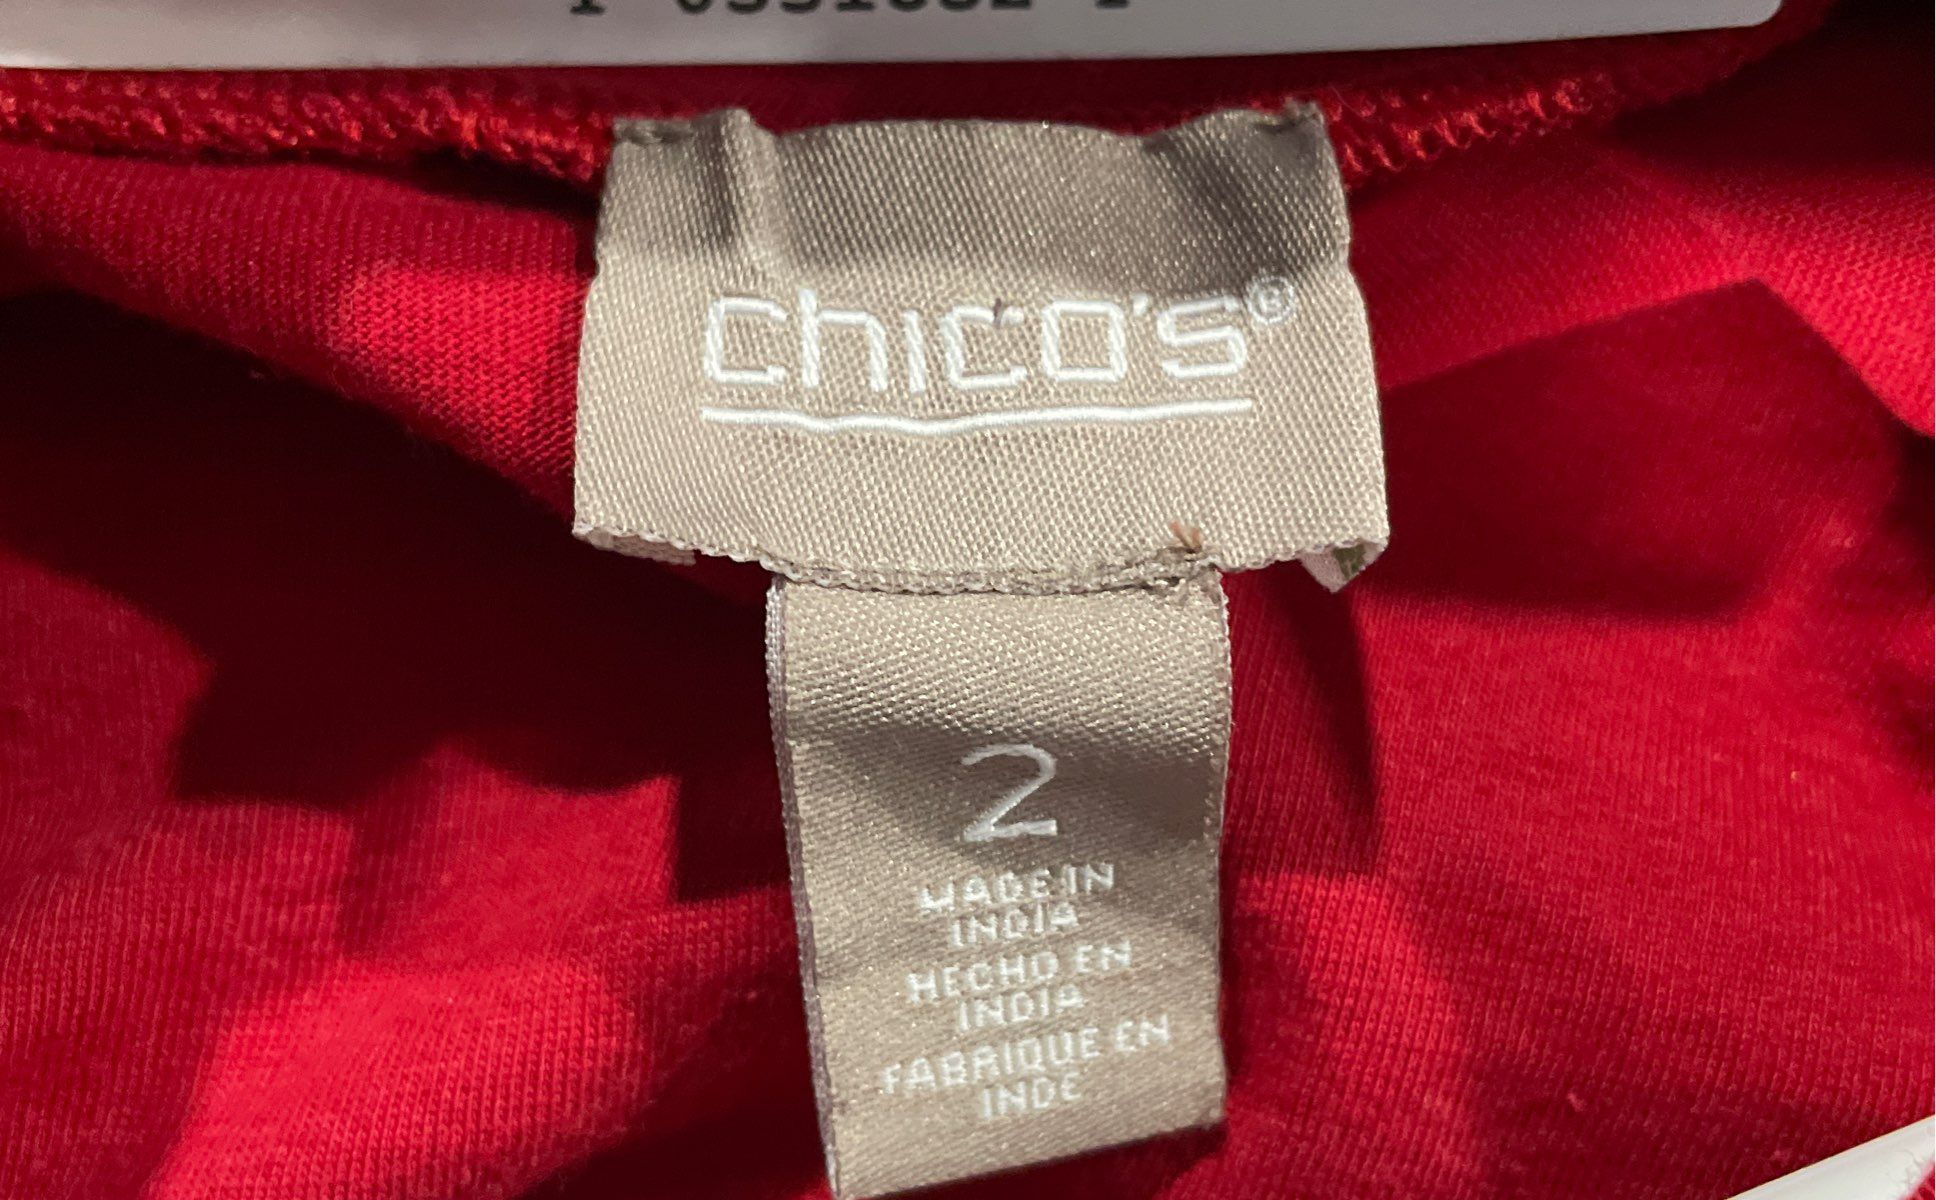 chico's®
2
MADE IN
INDIA
HECHO EN
INDIA
FABRIQUE EN
INDE